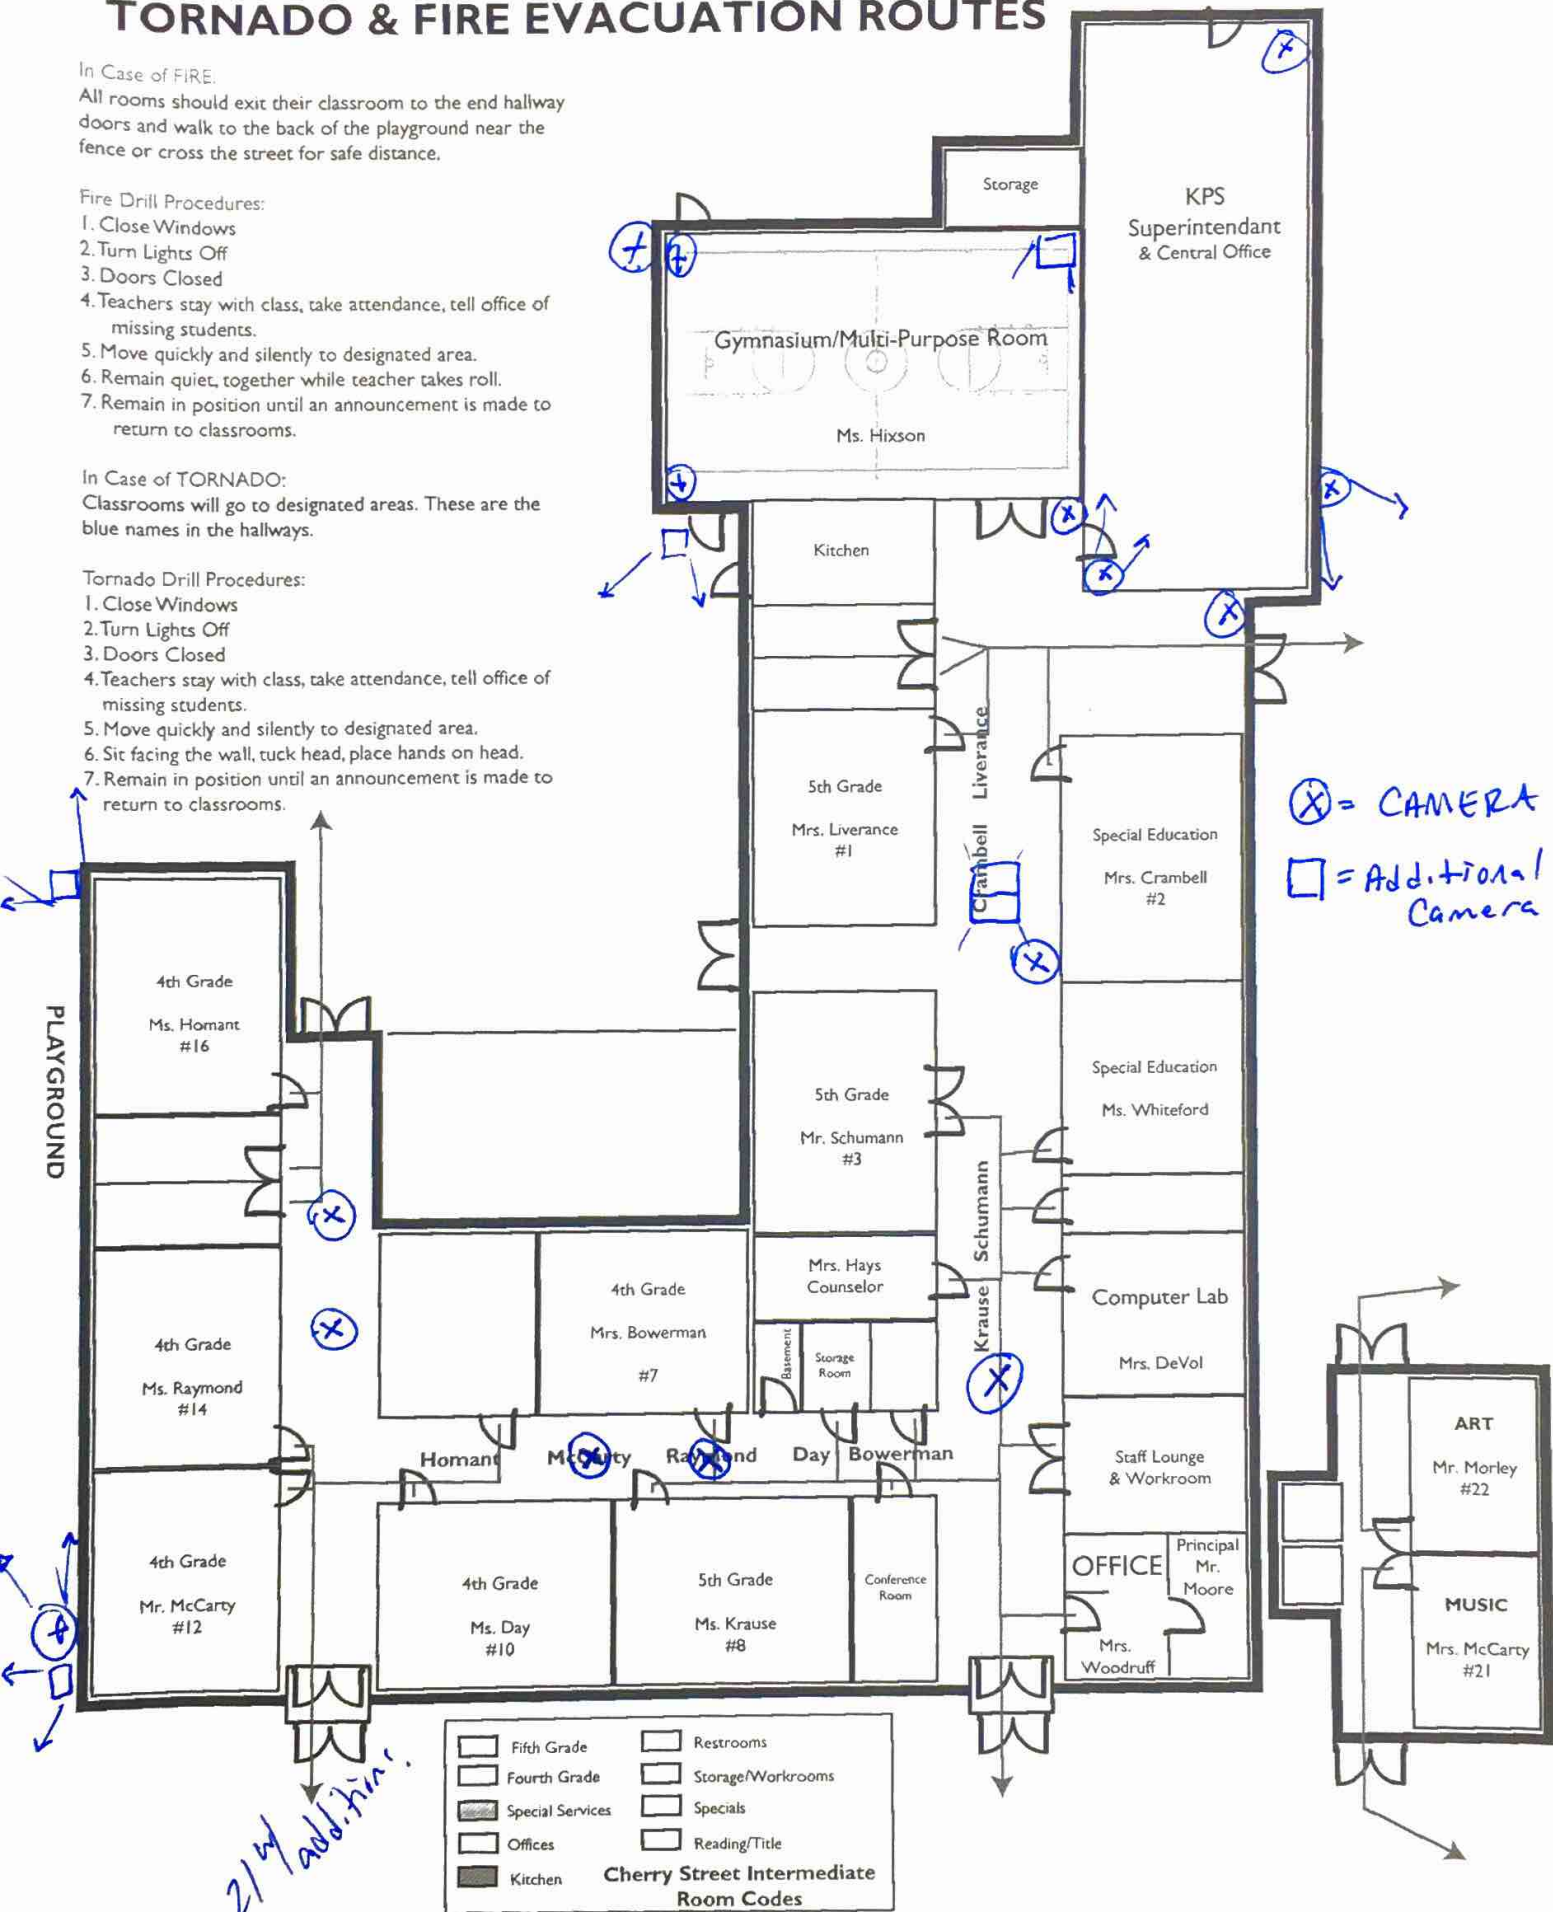 TORNADO & FIRE EVACUATION ROUTES
In Case of FIRE.
All rooms should exit their classroom to the end hallway
doors and walk to the back of the playground near the
fence or cross the street for safe distance.
Fire Drill Procedures:
1. Close Windows
2. Turn Lights Off
3. Doors Closed
4. Teachers stay with class, take attendance, tell office of
missing students.
5. Move quickly and silently to designated area.
6. Remain quiet, together while teacher takes roll.
7. Remain in position until an announcement is made to
return to classrooms.
In Case of TORNADO:
Classrooms will go to designated areas. These are the
blue names in the hallways.
Tornado Drill Procedures:
1. Close Windows
2. Turn Lights Off
3. Doors Closed
4. Teachers stay with class, take attendance, tell office of
missing students.
5. Move quickly and silently to designated area.
6. Sit facing the wall, tuck head, place hands on head.
7. Remain in position until an announcement is made to
return to classrooms.
Storage
KPS
Superintendant
& Central Office
Gymnasium/Multi-Purpose Room
Ms. Hixson
Kitchen
5th Grade
Mrs. Liverance
#1
Crambell Liverance
Special Education
Mrs. Crambell
#2
X = CAMERA
= Additional
Camera
PLAYGROUND
4th Grade
Ms. Homant
#16
5th Grade
Mr. Schumann
#3
Special Education
Ms. Whiteford
Krause Schumann
Mrs. Hays
Counselor
4th Grade
Mrs. Bowerman
#7
Basement
Storage
Room
Computer Lab
Mrs. DeVol
4th Grade
Ms. Raymond
#14
Homant McCarty Raymond Day Bowerman
Staff Lounge
& Workroom
ART
Mr. Morley
#22
4th Grade
Mr. McCarty
#12
4th Grade
Ms. Day
#10
5th Grade
Ms. Krause
#8
Conference
Room
OFFICE
Mrs.
Woodruff
Principal
Mr.
Moore
MUSIC
Mrs. McCarty
#21
21 w/ addition.
Fifth Grade
Fourth Grade
Special Services
Offices
Kitchen
Restrooms
Storage/Workrooms
Specials
Reading/Title
Cherry Street Intermediate
Room Codes